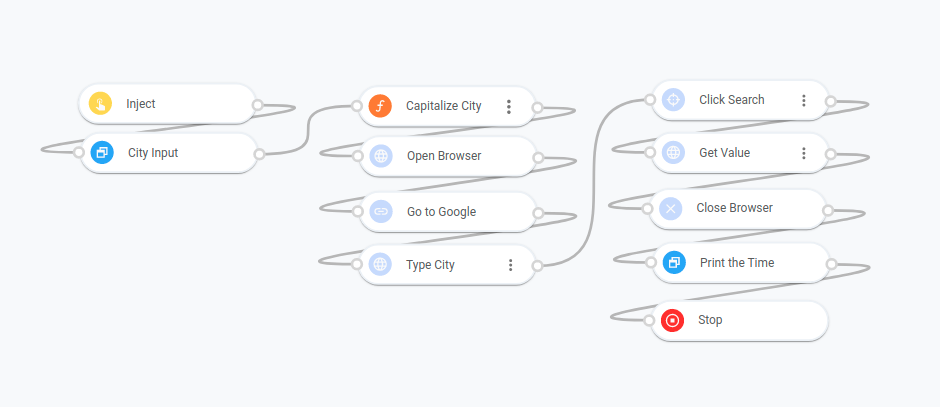 Inject
City Input
Capitalize City
Open Browser
Go to Google
Type City
Click Search
Get Value
Close Browser
Print the Time
Stop